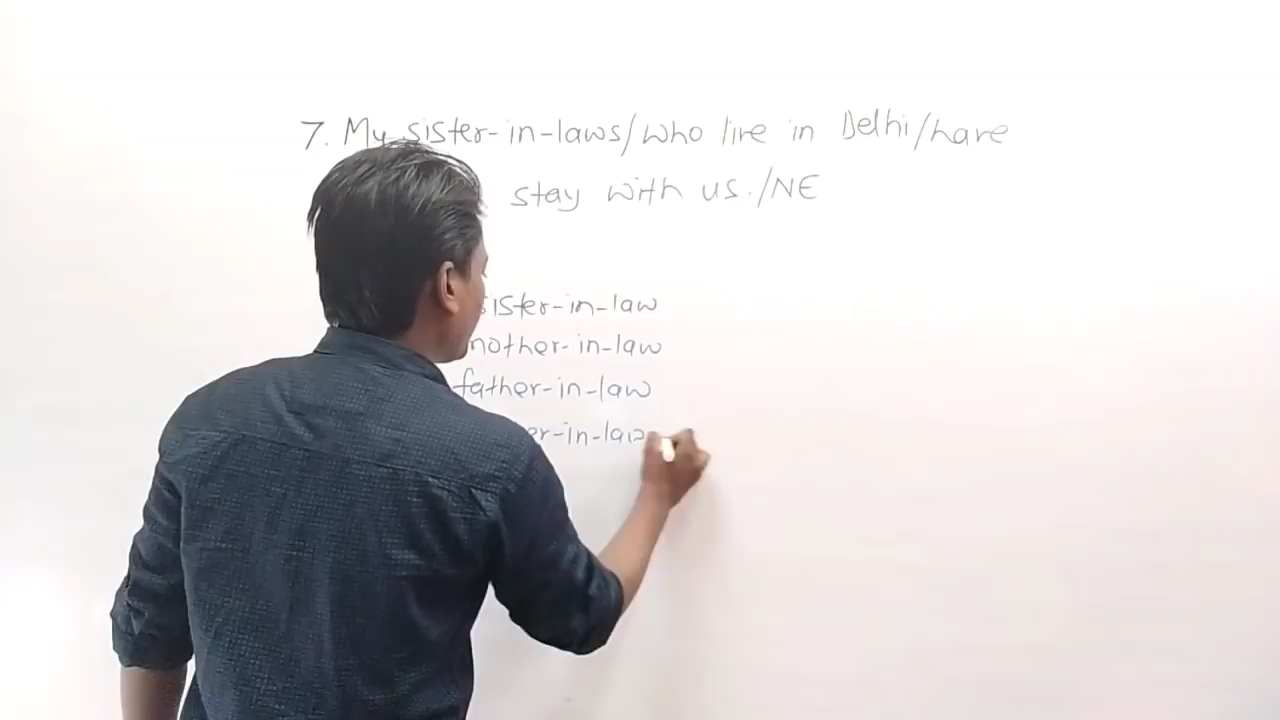 7. My sister-in-laws/who live in Delhi/have
stay with us./NE
sister-in-law
mother-in-law
father-in-law
er-in-law